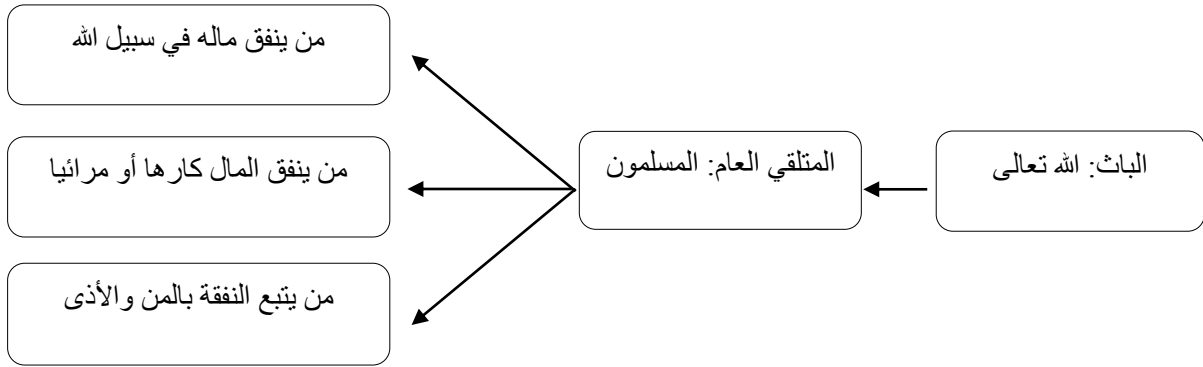 الباث: الله تعالى
المتلقي العام: المسلمون
من ينفق ماله في سبيل الله
من ينفق المال كارها أو مرائيا
من يتبع النفقة بالمن والأذى